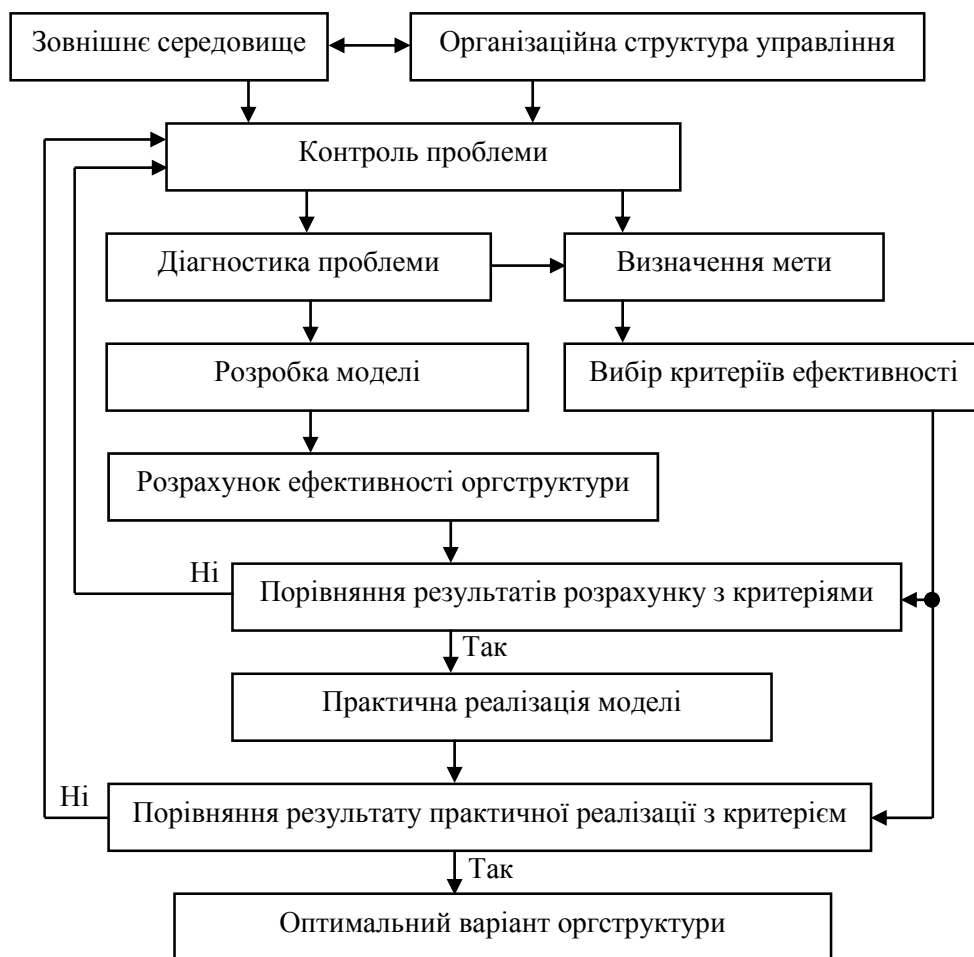 Зовнішнє середовище
Організаційна структура управління
Контроль проблеми
Діагностика проблеми
Визначення мети
Розробка моделі
Вибір критеріїв ефективності
Розрахунок ефективності оргструктури
Ні
Порівняння результатів розрахунку з критеріями
Так
Практична реалізація моделі
Ні
Порівняння результату практичної реалізації з критерієм
Так
Оптимальний варіант оргструктури